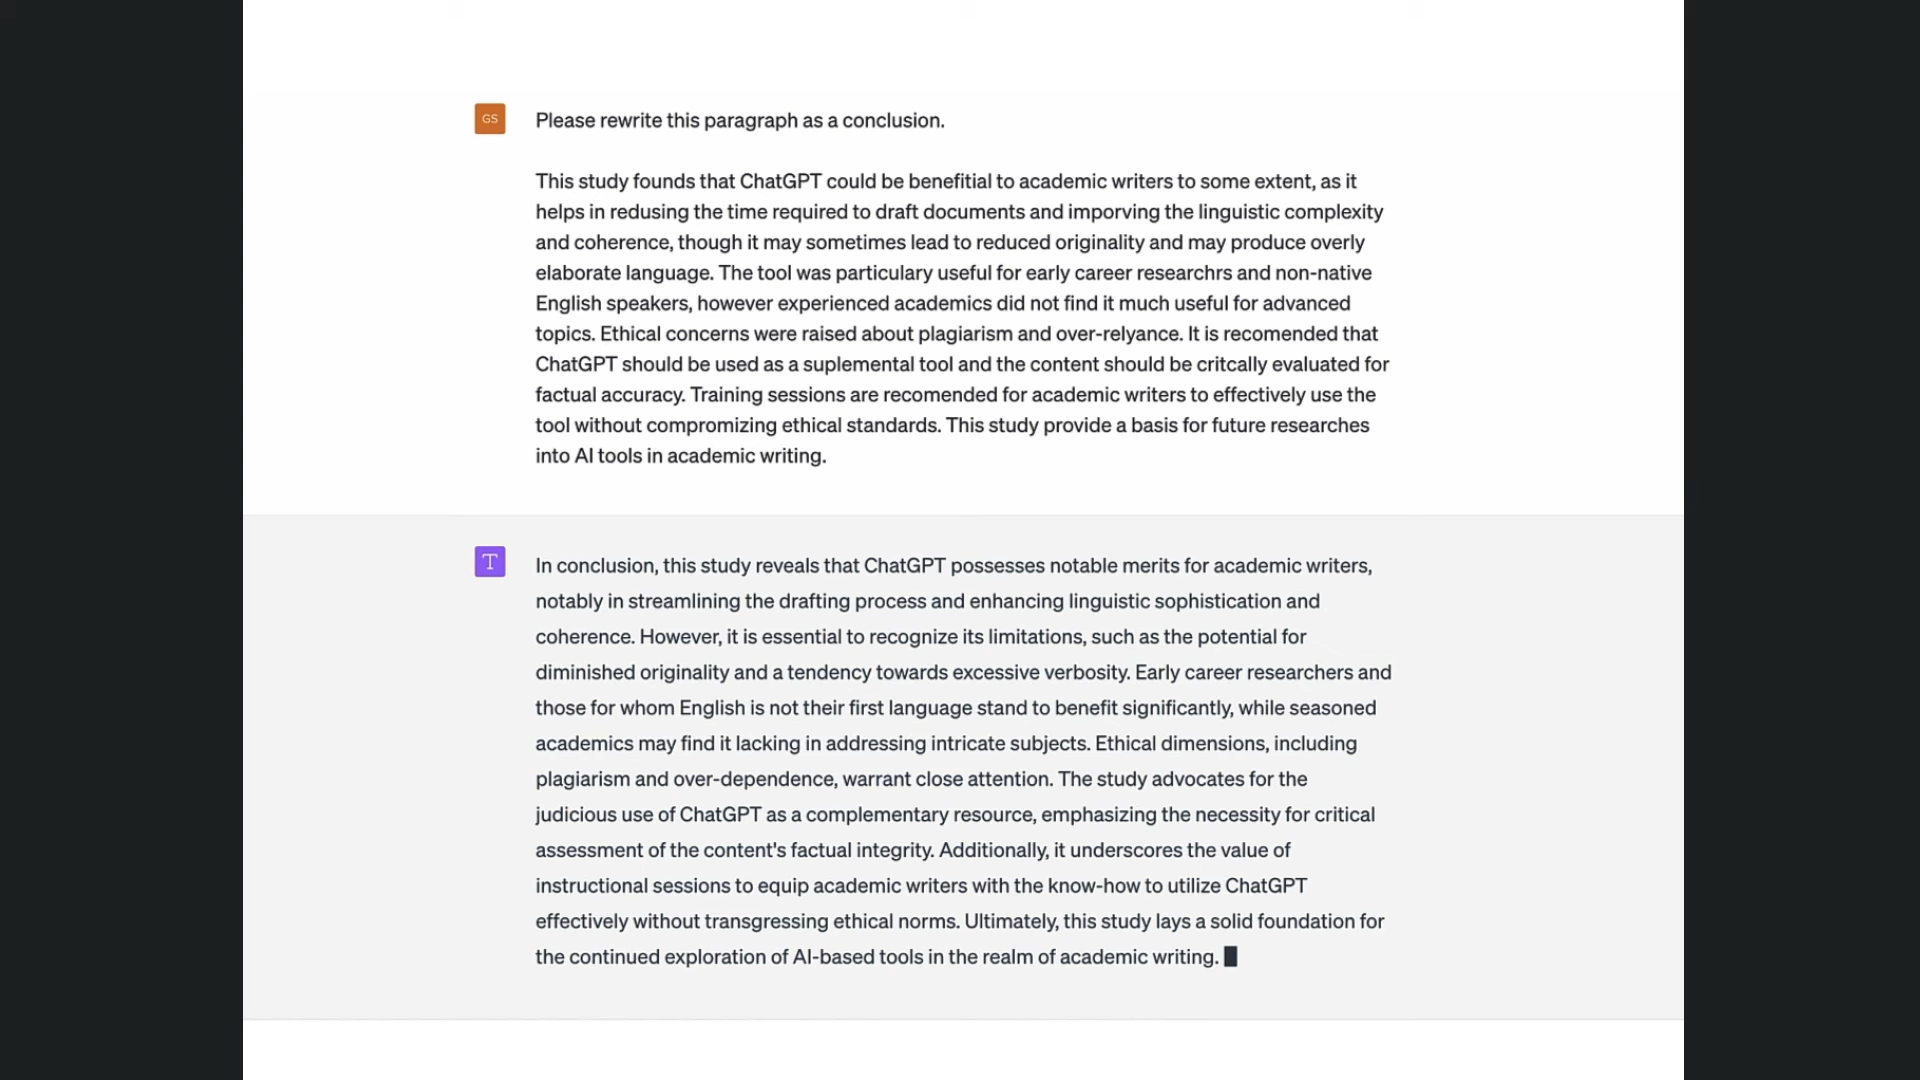 GS
Please rewrite this paragraph as a conclusion.
This study founds that ChatGPT could be benefitial to academic writers to some extent, as it
helps in redusing the time required to draft documents and imporving the linguistic complexity
and coherence, though it may sometimes lead to reduced originality and may produce overly
elaborate language. The tool was particulary useful for early career researchrs and non-native
English speakers, however experienced academics did not find it much useful for advanced
topics. Ethical concerns were raised about plagiarism and over-relyance. It is recomended that
ChatGPT should be used as a suplemental tool and the content should be critcally evaluated for
factual accuracy. Training sessions are recomended for academic writers to effectively use the
tool without compromizing ethical standards. This study provide a basis for future researches
into AI tools in academic writing.
T
In conclusion, this study reveals that ChatGPT possesses notable merits for academic writers,
notably in streamlining the drafting process and enhancing linguistic sophistication and
coherence. However, it is essential to recognize its limitations, such as the potential for
diminished originality and a tendency towards excessive verbosity. Early career researchers and
those for whom English is not their first language stand to benefit significantly, while seasoned
academics may find it lacking in addressing intricate subjects. Ethical dimensions, including
plagiarism and over-dependence, warrant close attention. The study advocates for the
judicious use of ChatGPT as a complementary resource, emphasizing the necessity for critical
assessment of the content's factual integrity. Additionally, it underscores the value of
instructional sessions to equip academic writers with the know-how to utilize ChatGPT
effectively without transgressing ethical norms. Ultimately, this study lays a solid foundation for
the continued exploration of AI-based tools in the realm of academic writing.